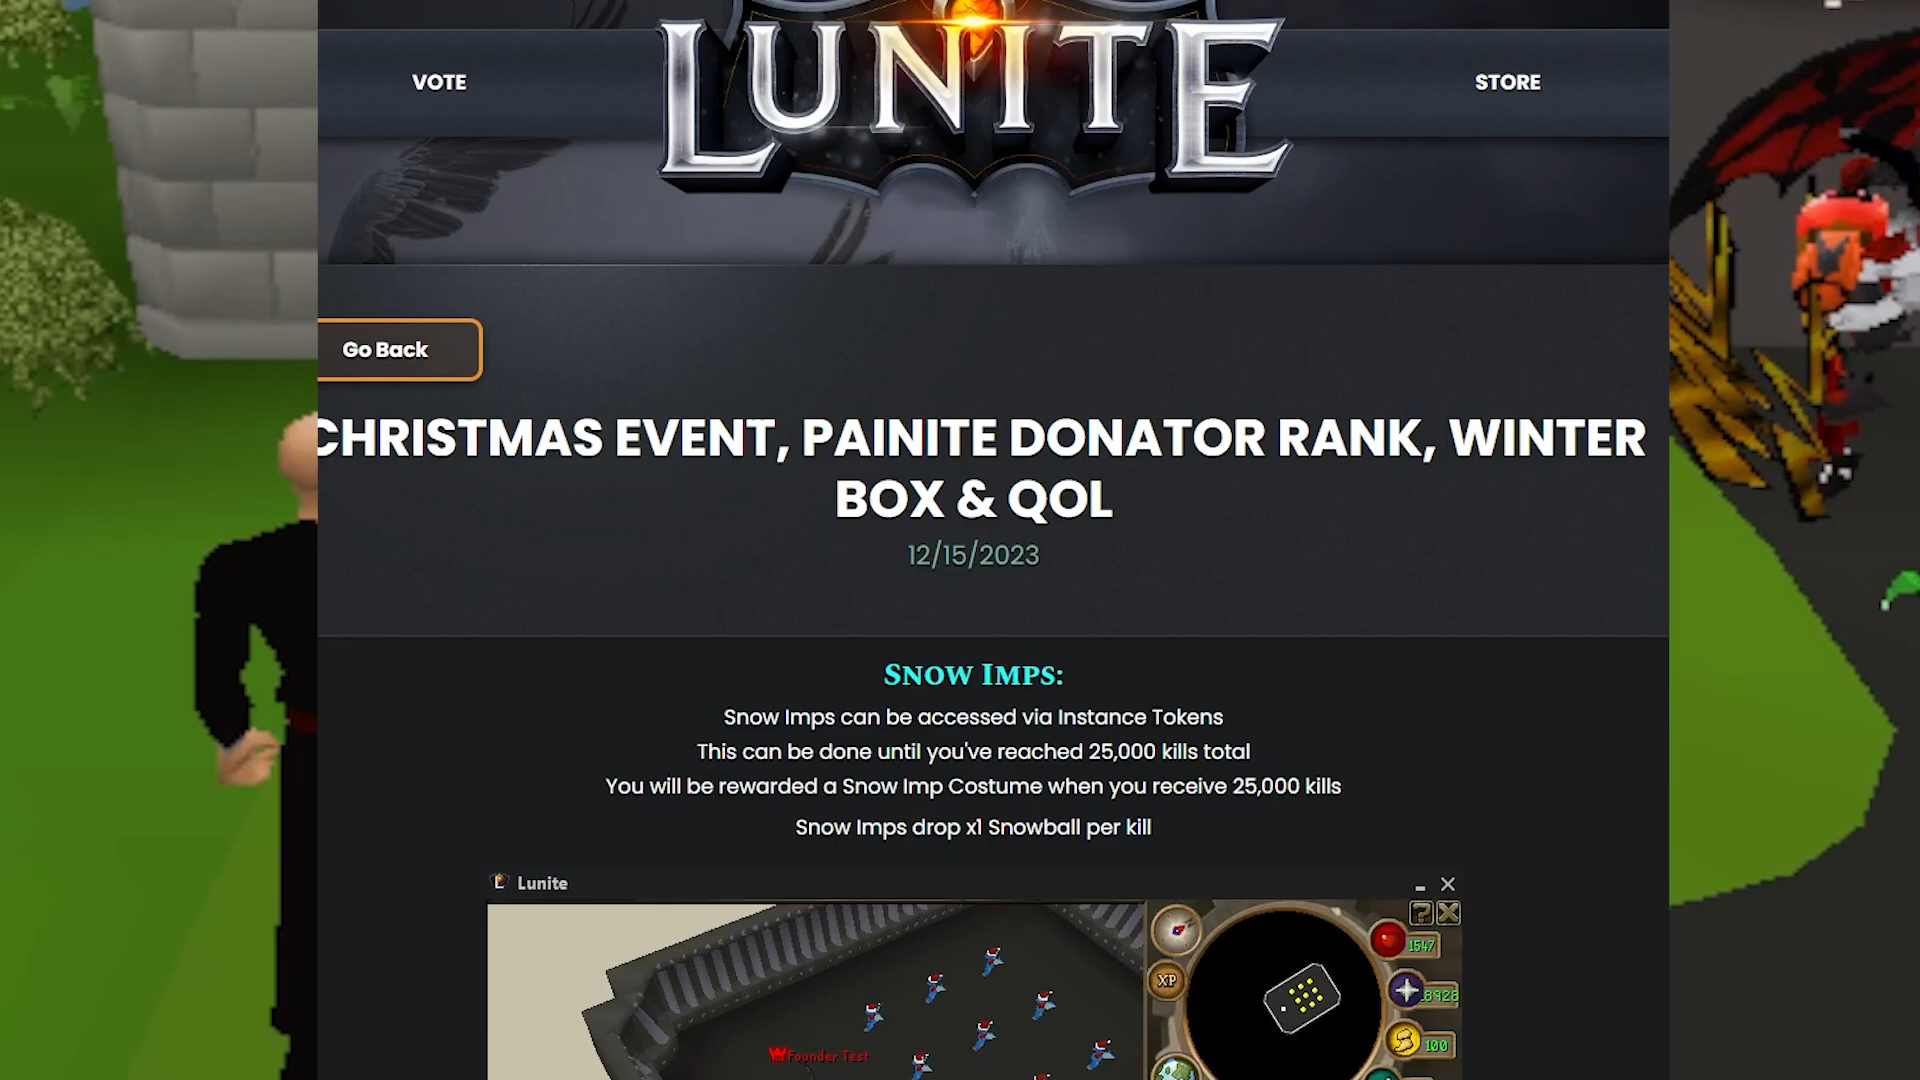 LUNITE
VOTE
STORE
Go Back
CHRISTMAS EVENT, PAINITE DONATOR RANK, WINTER
BOX & QOL
12/15/2023
SNOW IMPS:
Snow Imps can be accessed via Instance Tokens
This can be done until you've reached 25,000 kills total
You will be rewarded a Snow Imp Costume when you receive 25,000 kills
Snow Imps drop x1 Snowball per kill
Lunite
1547
XP
8928
Founder Test
100